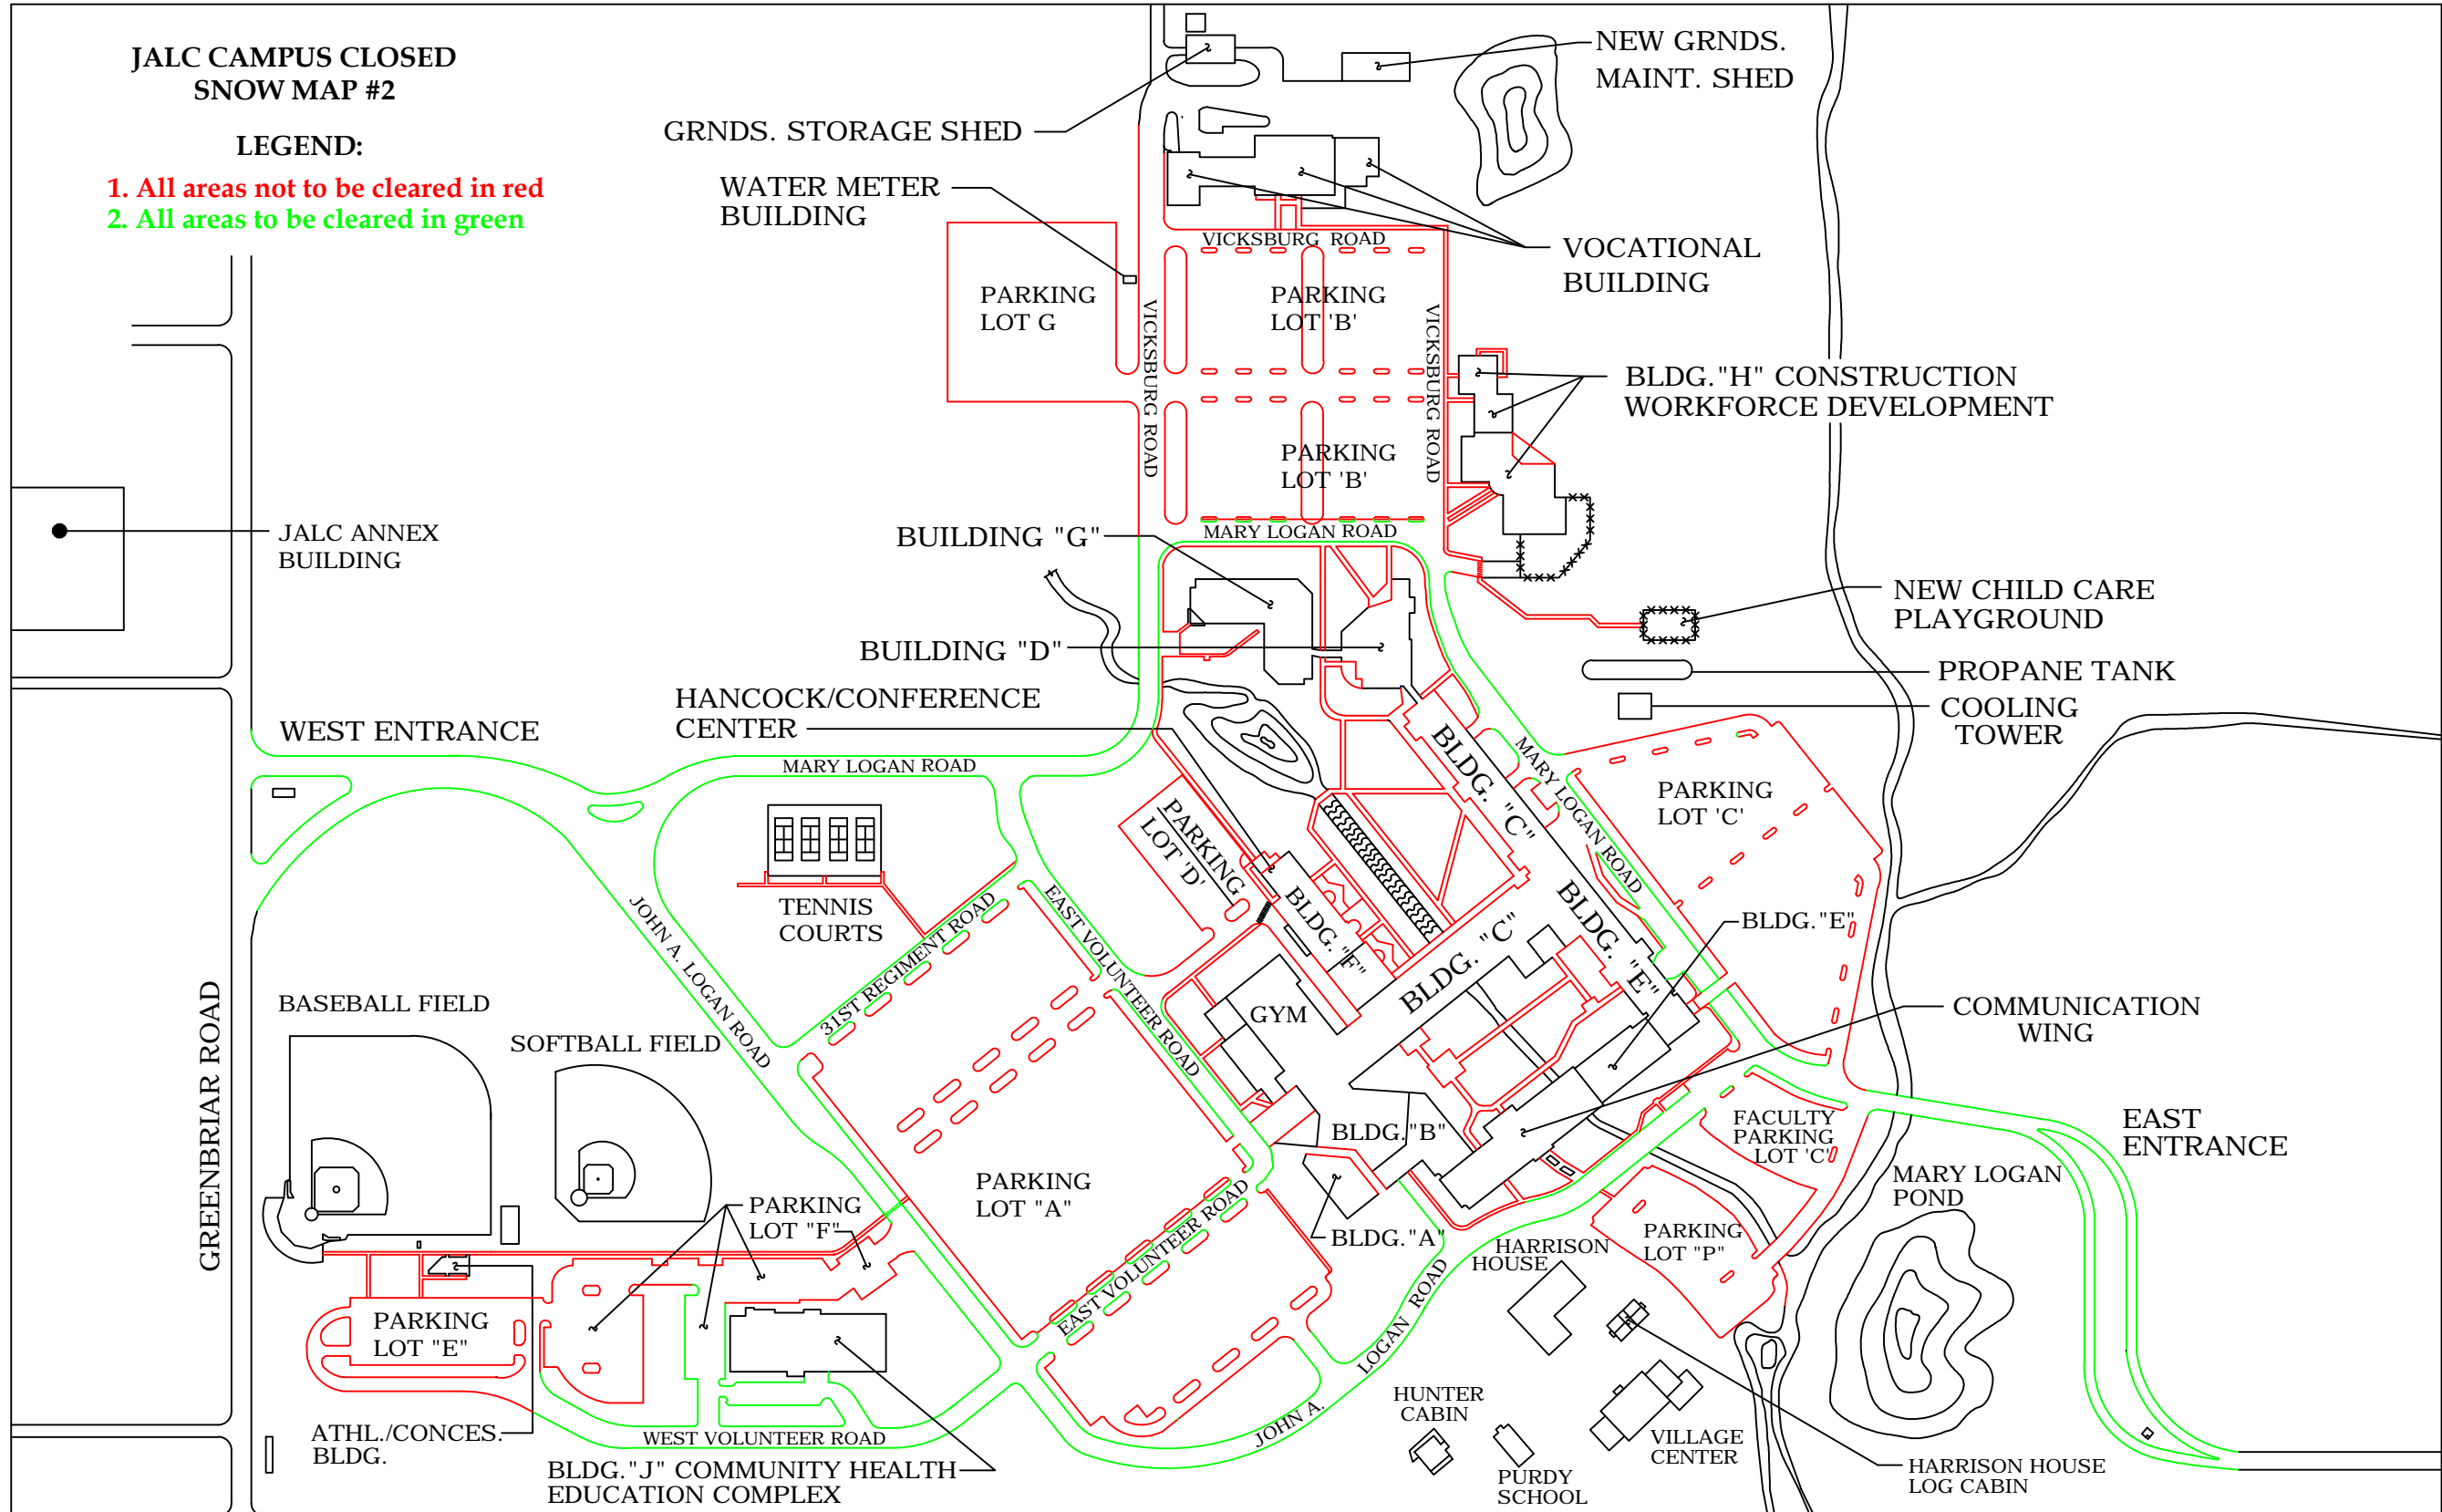 JALC CAMPUS CLOSED
SNOW MAP #2
LEGEND:
1. All areas not to be cleared in red
2. All areas to be cleared in green
NEW GRNDS.
MAINT. SHED
GRNDS. STORAGE SHED
WATER METER
BUILDING
VICKSBURG ROAD
VOCATIONAL
BUILDING
PARKING
LOT G
PARKING
LOT 'B'
VICKSBURG ROAD
VICKSBURG ROAD
BLDG."H" CONSTRUCTION
WORKFORCE DEVELOPMENT
PARKING
LOT 'B'
JALC ANNEX
BUILDING
BUILDING "G"
MARY LOGAN ROAD
NEW CHILD CARE
PLAYGROUND
BUILDING "D"
PROPANE TANK
HANCOCK/CONFERENCE
CENTER
COOLING
TOWER
WEST ENTRANCE
MARY LOGAN ROAD
BLDG. "C"
MARY LOGAN ROAD
PARKING
LOT 'C'
PARKING
LOT 'D'
TENNIS
COURTS
JOHN A. LOGAN ROAD
31ST REGIMENT ROAD
EAST VOLUNTEER ROAD
BLDG. "F"
BLDG. "C"
BLDG. "E"
BLDG."E"
GREENBRIAR ROAD
BASEBALL FIELD
SOFTBALL FIELD
GYM
COMMUNICATION
WING
FACULTY
PARKING
LOT 'C'
EAST
ENTRANCE
BLDG."B"
PARKING
LOT "A"
MARY LOGAN
POND
PARKING
LOT "F"
EAST VOLUNTEER ROAD
BLDG."A"
HARRISON
HOUSE
PARKING
LOT "P"
PARKING
LOT "E"
JOHN A.
LOGAN ROAD
HUNTER
CABIN
ATHL./CONCES.
BLDG.
WEST VOLUNTEER ROAD
VILLAGE
CENTER
BLDG."J" COMMUNITY HEALTH
EDUCATION COMPLEX
PURDY
SCHOOL
HARRISON HOUSE
LOG CABIN